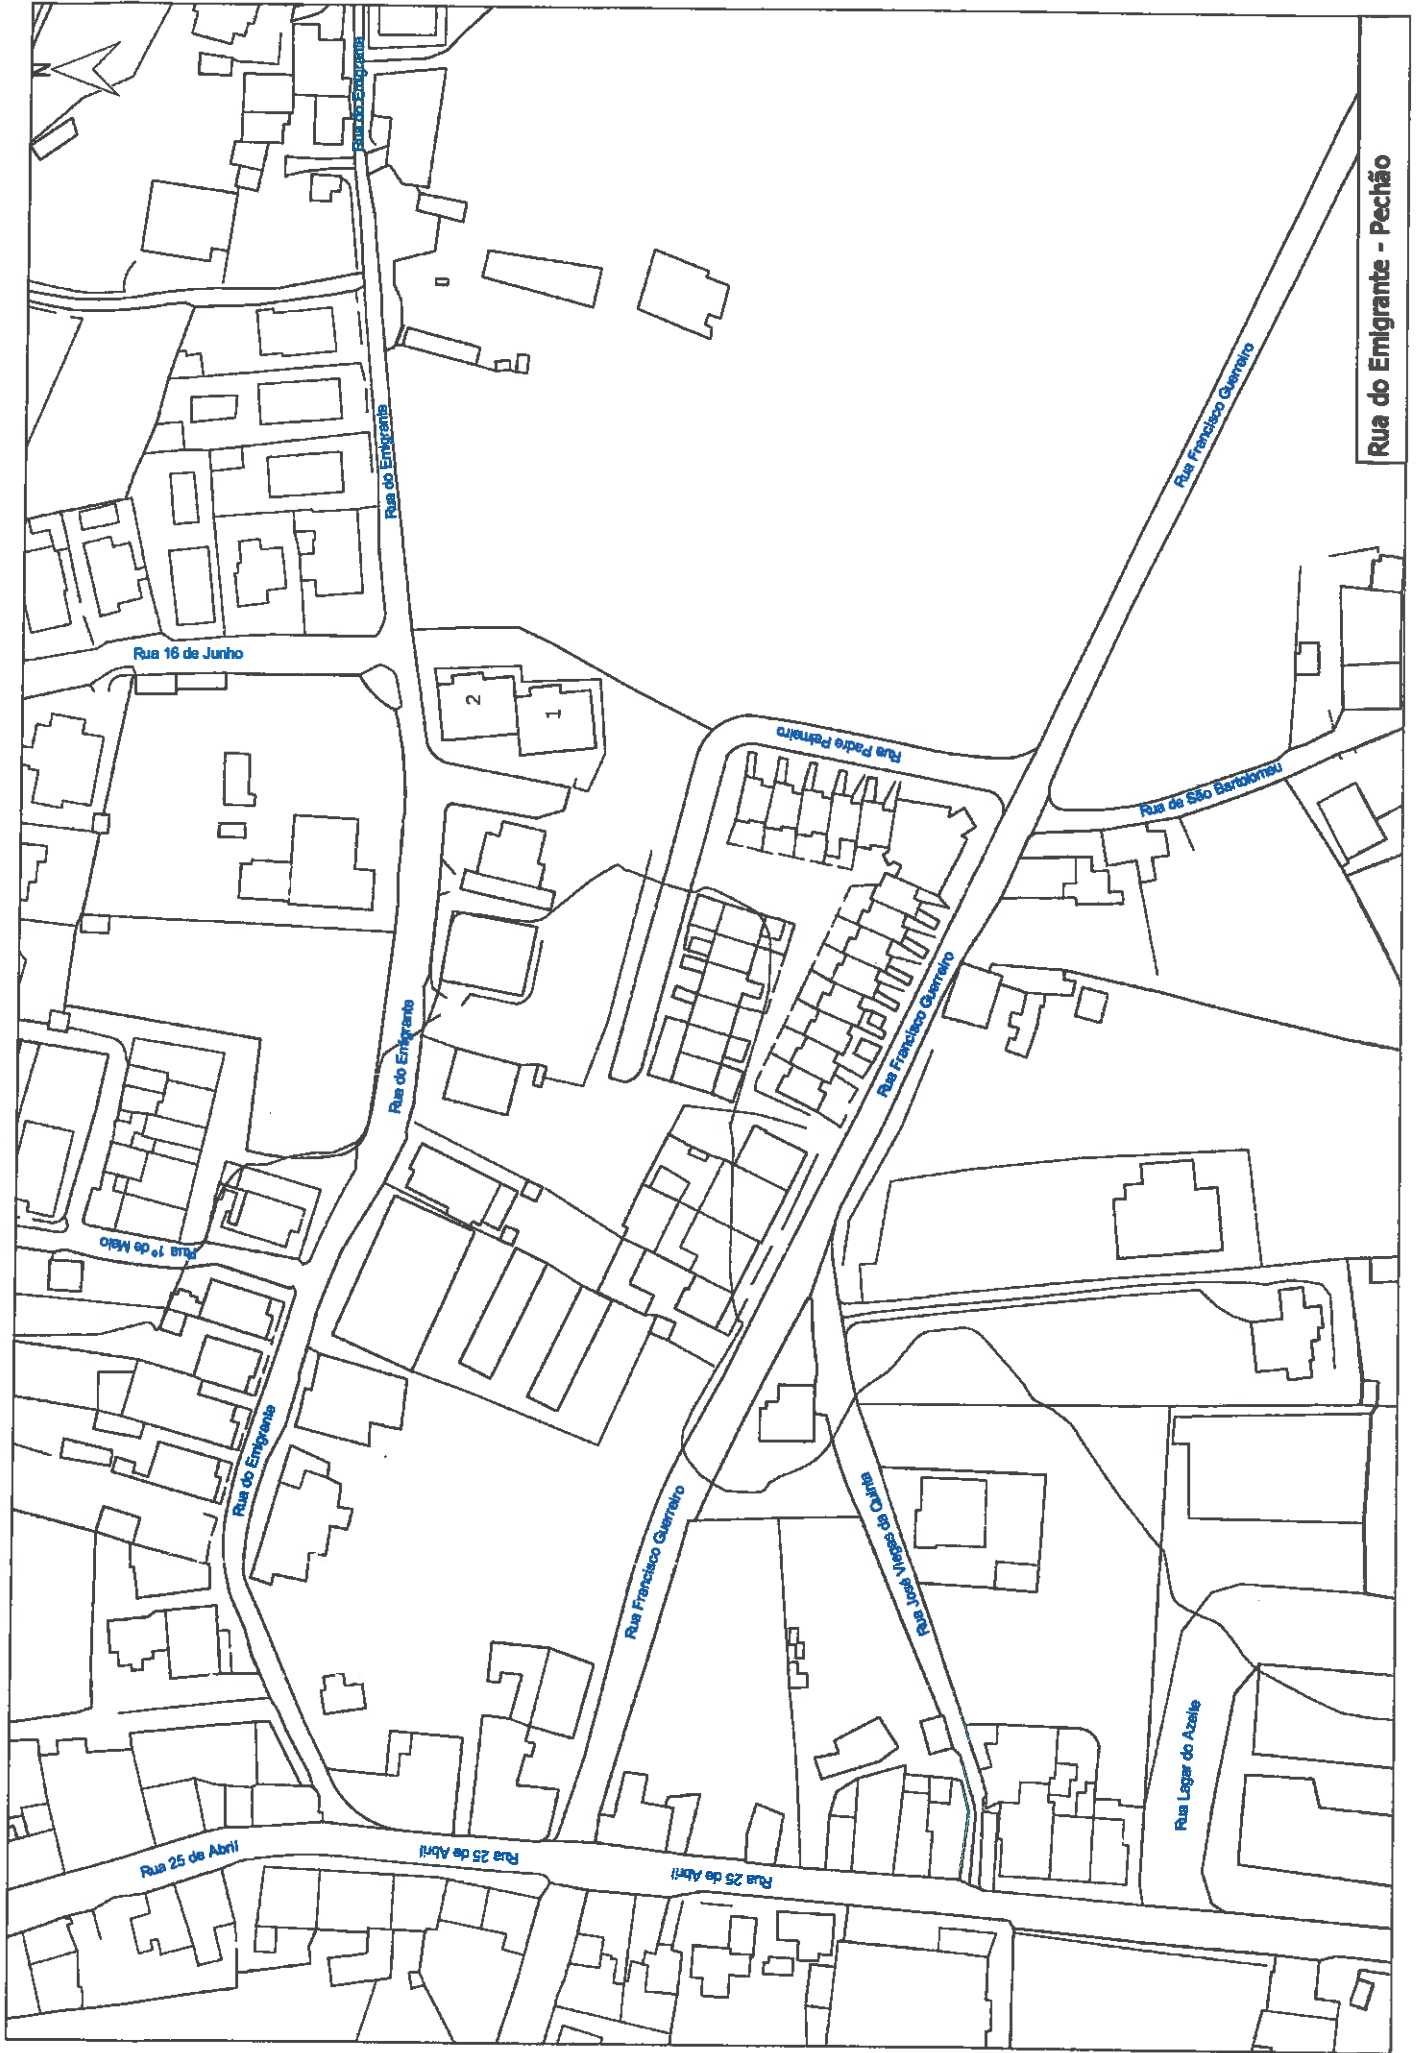 N
Rua do Emigrante
Rua do Emigrante
Rua 16 de Junho
2
1
Rua Padre Palmeiro
Rua Francisco Guerreiro
Rua de São Bartolomeu
Rua do Emigrante
Rua Francisco Guerreiro
Rua 1º de Maio
Rua do Emigrante
Rua Francisco Guerreiro
Rua José Viegas da Quinta
Rua Lagar do Azeite
Rua 25 de Abril
Rua 25 de Abril
Rua 25 de Abril
Rua do Emigrante - Pechão